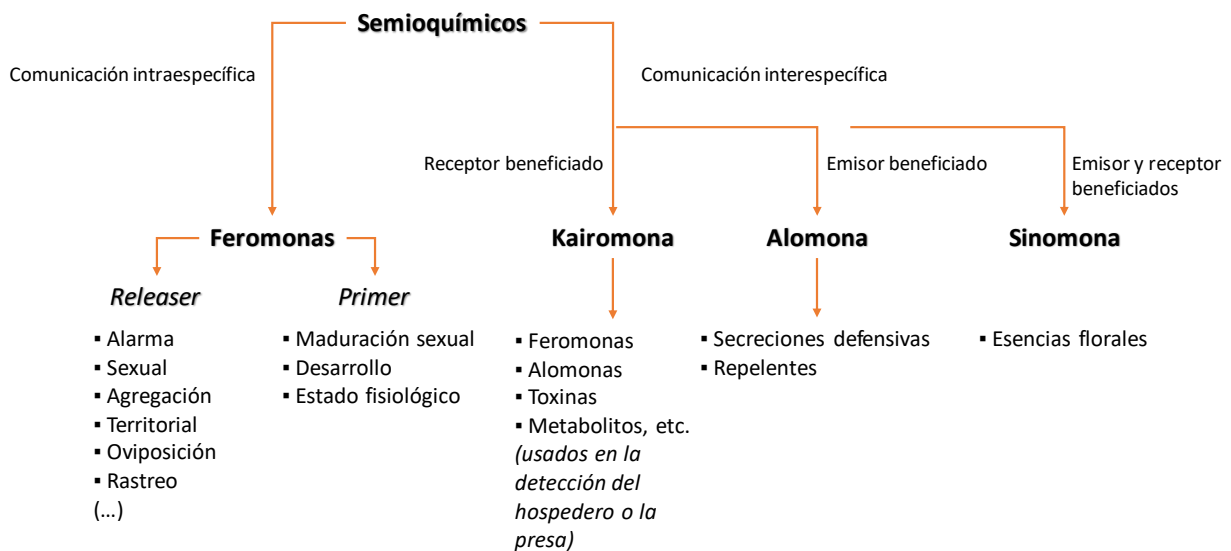 Semioquímicos
Comunicación intraespecífica
Comunicación interespecífica
Receptor beneficiado
Emisor beneficiado
Emisor y receptor
beneficiados
Feromonas
Kairomona
Alomona
Sinomona
Releaser
▪ Alarma
▪ Sexual
▪ Agregación
▪ Territorial
▪ Oviposición
▪ Rastreo
(...)
Primer
▪ Maduración sexual
▪ Desarrollo
▪ Estado fisiológico
▪ Feromonas
▪ Alomonas
▪ Toxinas
▪ Metabolitos, etc.
(usados en la
detección del
hospedero o la
presa)
▪ Secreciones defensivas
▪ Repelentes
▪ Esencias florales